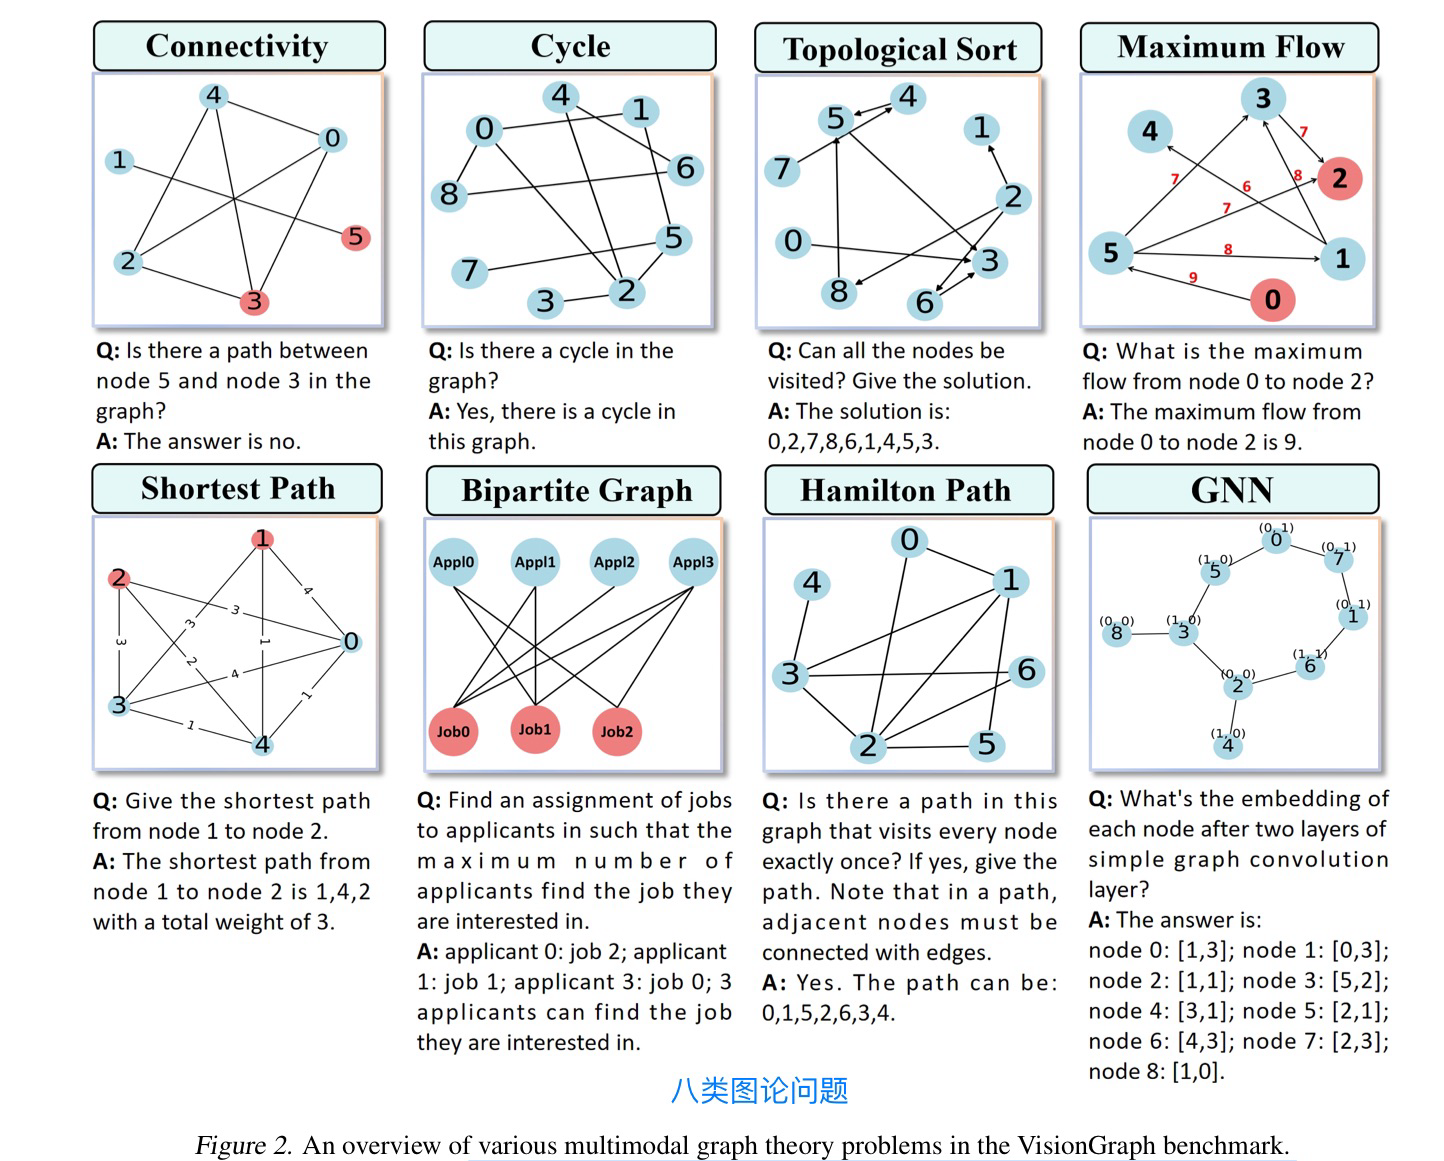 Connectivity
4
0
1
5
2
3
Q: Is there a path between
node 5 and node 3 in the
graph?
A: The answer is no.
Cycle
4
1
0
6
8
5
7
3
2
Q: Is there a cycle in the
graph?
A: Yes, there is a cycle in
this graph.
Topological Sort
4
5
1
7
2
0
3
8
6
Q: Can all the nodes be
visited? Give the solution.
A: The solution is:
0,2,7,8,6,1,4,5,3.
Maximum Flow
3
4
7
2
7
6
8
7
5
8
1
9
0
Q: What is the maximum
flow from node 0 to node 2?
A: The maximum flow from
node 0 to node 2 is 9.
Shortest Path
1
2
4
3
3
3
1
0
2
4
3
1
1
4
Q: Give the shortest path
from node 1 to node 2.
A: The shortest path from
node 1 to node 2 is 1,4,2
with a total weight of 3.
Bipartite Graph
Appl0 Appl1 Appl2 Appl3
Job0 Job1 Job2
Q: Find an assignment of jobs
to applicants in such that the
maximum number of
applicants find the job they
are interested in.
A: applicant 0: job 2; applicant
1: job 1; applicant 3: job 0; 3
applicants can find the job
they are interested in.
Hamilton Path
0
4
1
3
6
2
5
Q: Is there a path in this
graph that visits every node
exactly once? If yes, give the
path. Note that in a path,
adjacent nodes must be
connected with edges.
A: Yes. The path can be:
0,1,5,2,6,3,4.
GNN
(0, 1)
0
(0, 1)
7
(1, 0)
5
(0, 1)
1
(0, 0)
8
(1, 0)
3
(1, 1)
6
(0, 0)
2
(1, 0)
4
Q: What's the embedding of
each node after two layers of
simple graph convolution
layer?
A: The answer is:
node 0: [1,3]; node 1: [0,3];
node 2: [1,1]; node 3: [5,2];
node 4: [3,1]; node 5: [2,1];
node 6: [4,3]; node 7: [2,3];
node 8: [1,0].
八类图论问题
Figure 2. An overview of various multimodal graph theory problems in the VisionGraph benchmark.